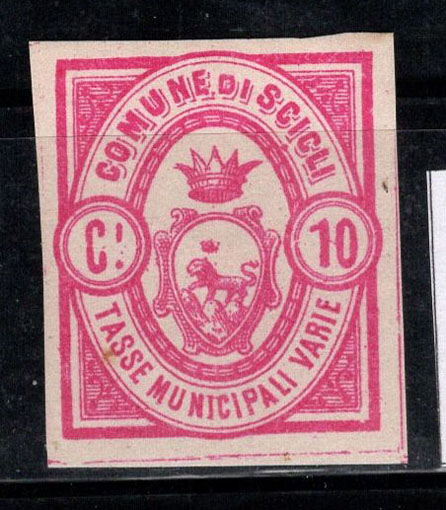 COMUNE DI SCICLI
C.! 10
TASSE MUNICIPALI VARIE